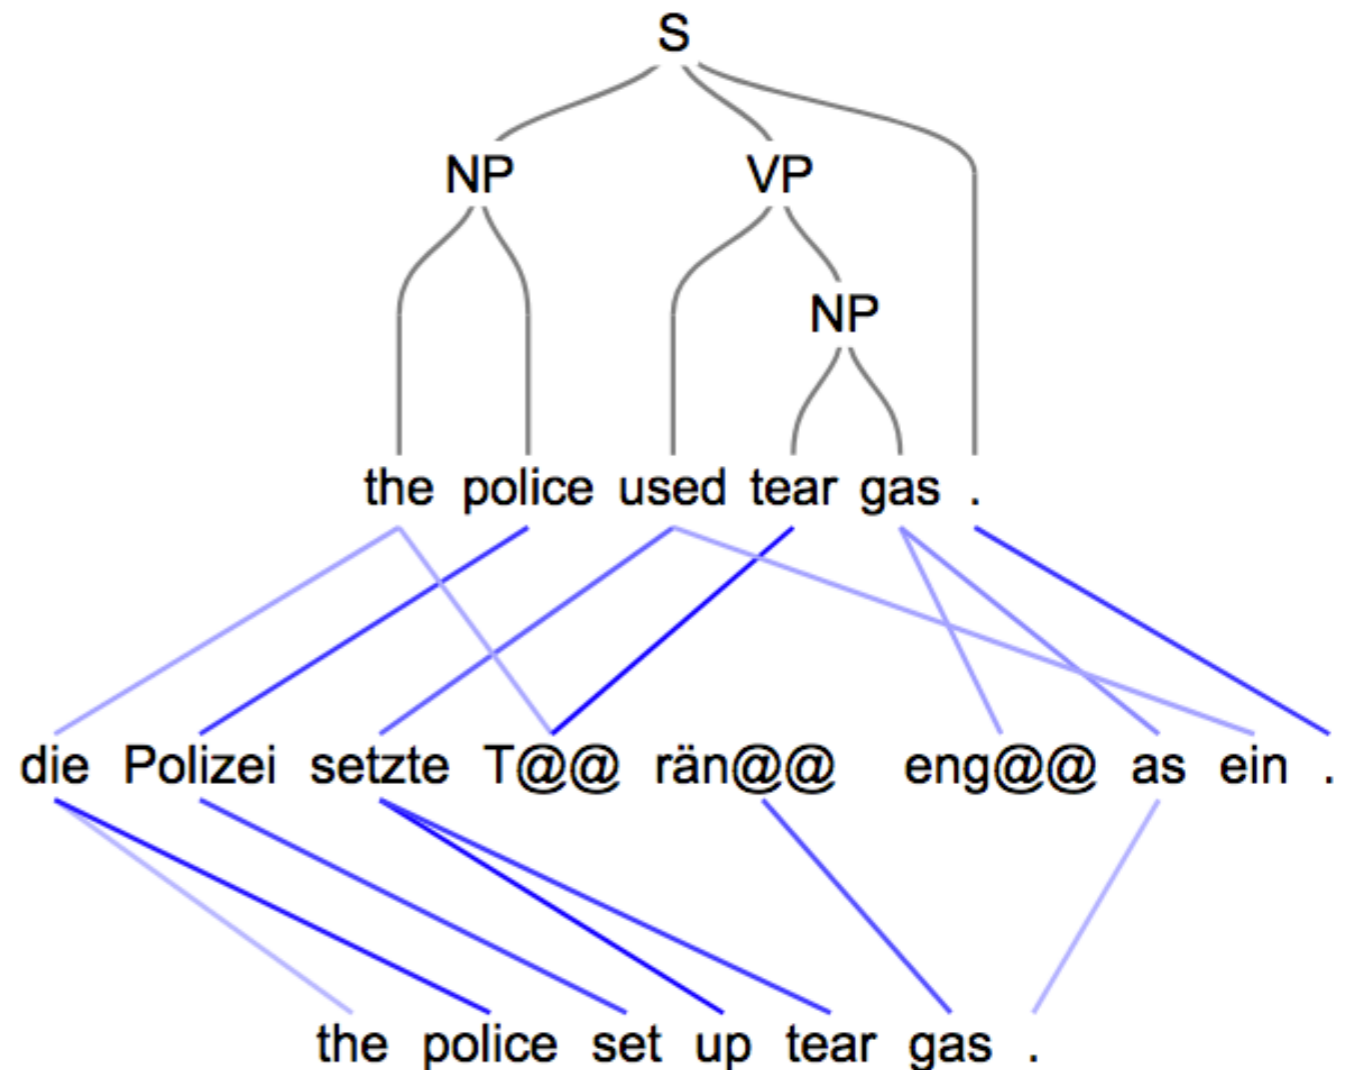 S
NP VP
NP
the police used tear gas .
die Polizei setzte T@@ rän@@ eng@@ as ein .
the police set up tear gas .